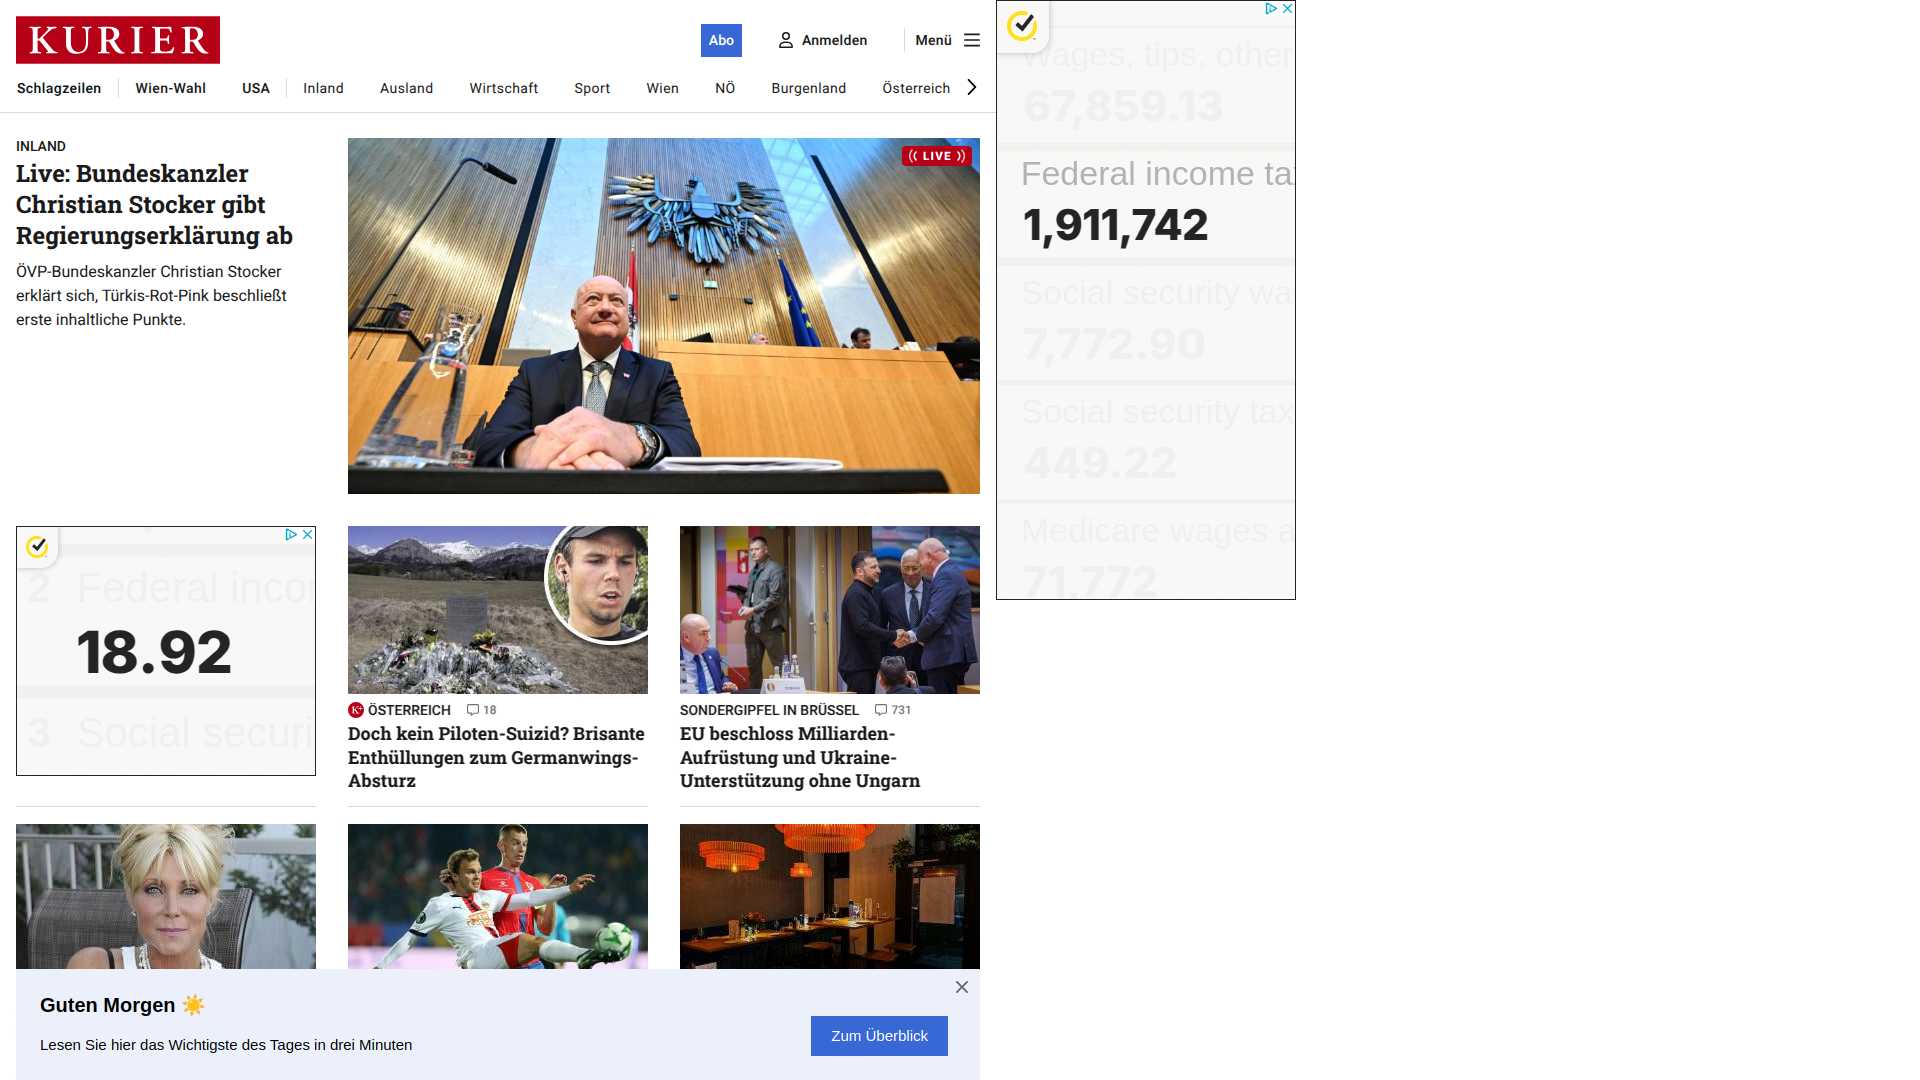 KURIER
Abo
Anmelden
Menü
Schlagzeilen
Wien-Wahl
USA
Inland
Ausland
Wirtschaft
Sport
Wien
NÖ
Burgenland
Österreich
INLAND
Live: Bundeskanzler
Christian Stocker gibt
Regierungserklärung ab
ÖVP-Bundeskanzler Christian Stocker
erklärt sich, Türkis-Rot-Pink beschließt
erste inhaltliche Punkte.
LIVE
Wages, tips, other
67,859.13
Federal income tax
1,911,742
Social security wa
7,772.90
Social security tax
449.22
Medicare wages a
71,772
2 Federal incom
18.92
3 Social securi
K+ ÖSTERREICH 18
Doch kein Piloten-Suizid? Brisante
Enthüllungen zum Germanwings-
Absturz
SONDERGIPFEL IN BRÜSSEL 731
EU beschloss Milliarden-
Aufrüstung und Ukraine-
Unterstützung ohne Ungarn
Guten Morgen ☀️
Lesen Sie hier das Wichtigste des Tages in drei Minuten
Zum Überblick